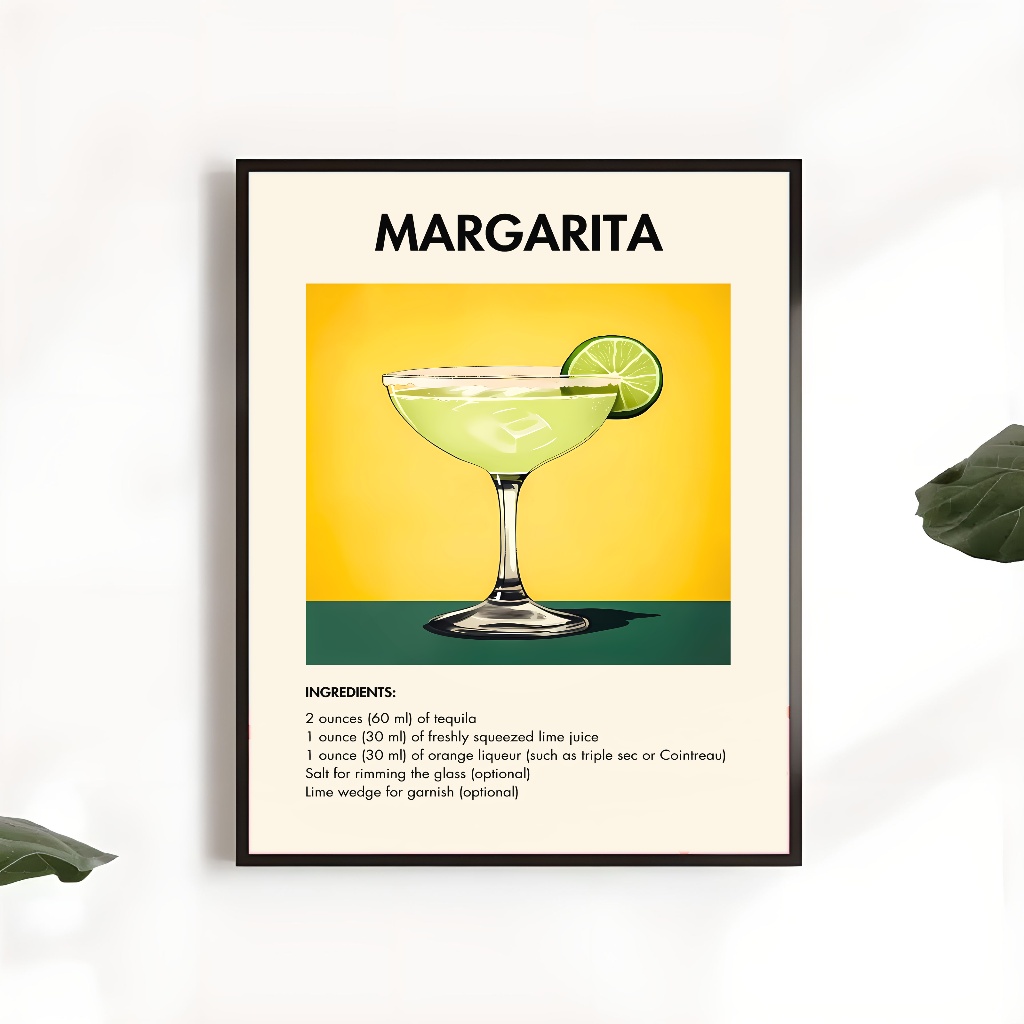 MARGARITA
INGREDIENTS:
2 ounces (60 ml) of tequila
1 ounce (30 ml) of freshly squeezed lime juice
1 ounce (30 ml) of orange liqueur (such as triple sec or Cointreau)
Salt for rimming the glass (optional)
Lime wedge for garnish (optional)